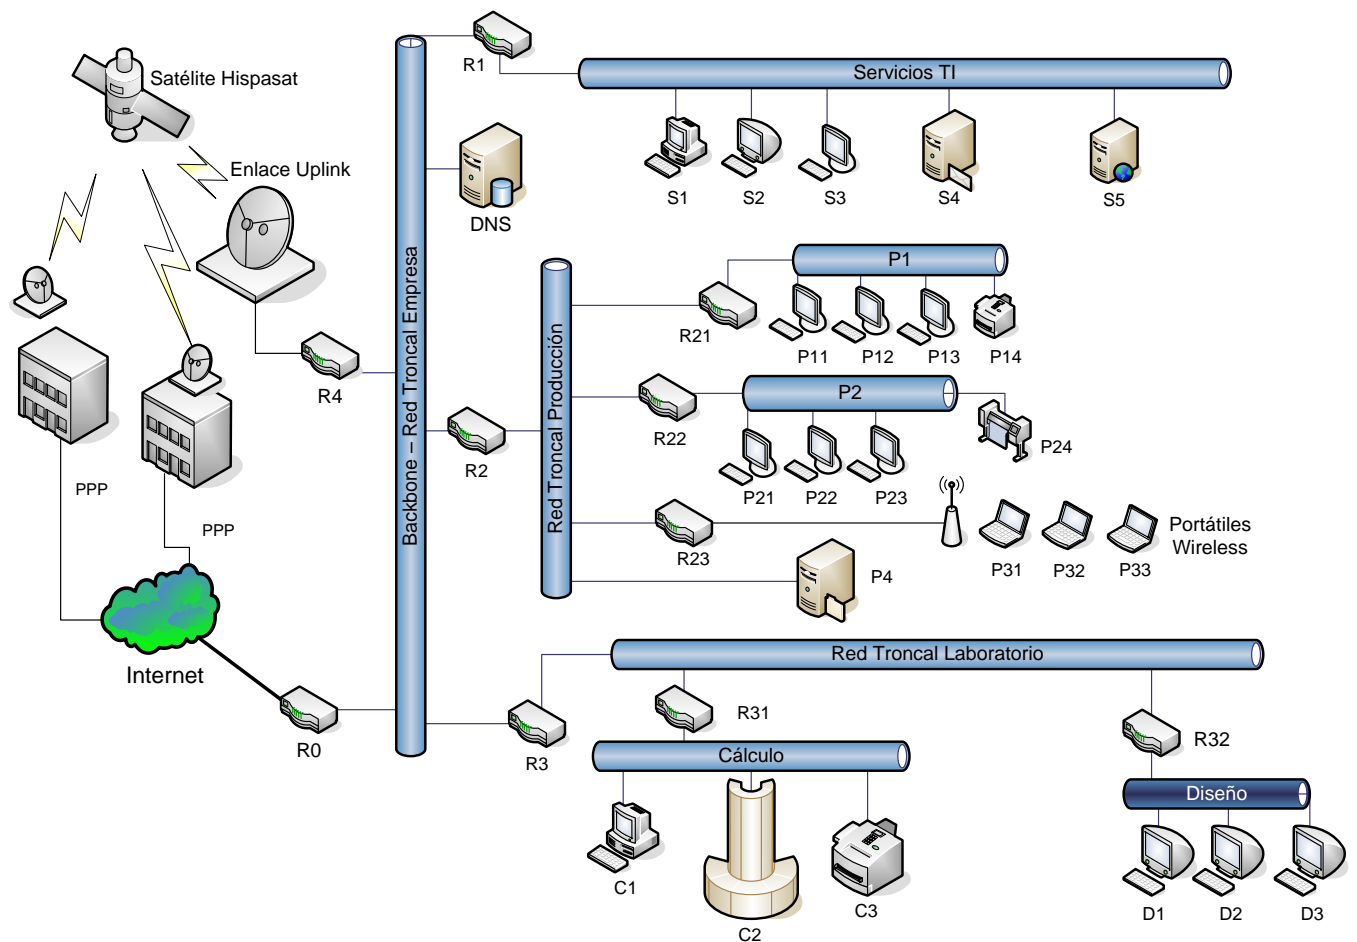 R1
Servicios TI
Satélite Hispasat
Enlace Uplink
S1
S2
S3
S4
S5
DNS
Backbone – Red Troncal Empresa
P1
R21
P11
P12
P13
P14
Red Troncal Producción
R4
P2
R22
P24
R2
P21
P22
P23
PPP
PPP
R23
P31
P32
P33
Portátiles
Wireless
P4
Internet
Red Troncal Laboratorio
R0
R3
R31
R32
Cálculo
Diseño
C1
C2
C3
D1
D2
D3